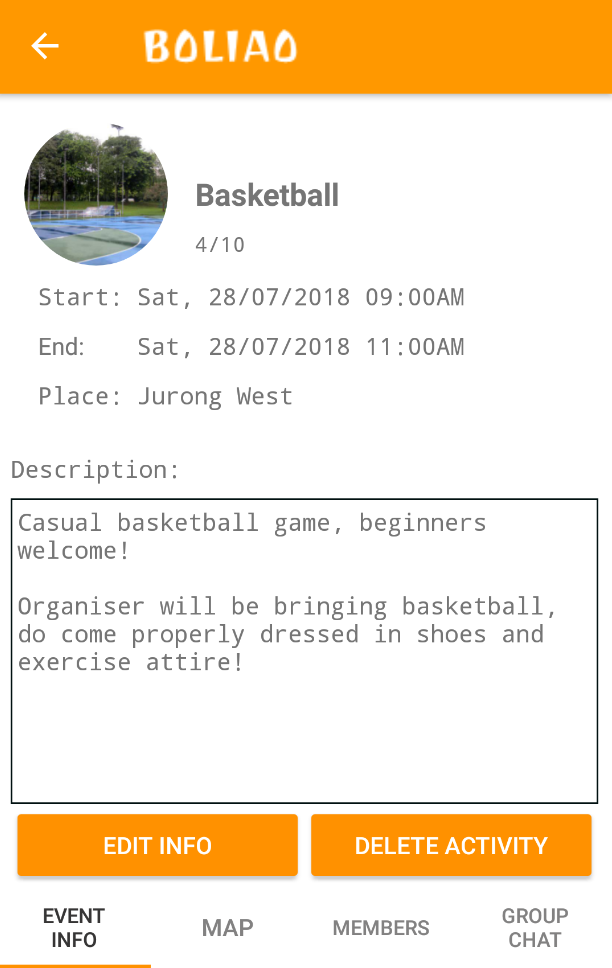 BOLIAO
Basketball
4/10
Start: Sat, 28/07/2018 09:00AM
End: Sat, 28/07/2018 11:00AM
Place: Jurong West
Description:
Casual basketball game, beginners
welcome!
Organiser will be bringing basketball,
do come properly dressed in shoes and
exercise attire!
EDIT INFO
DELETE ACTIVITY
EVENT
INFO
MAP
MEMBERS
GROUP
CHAT